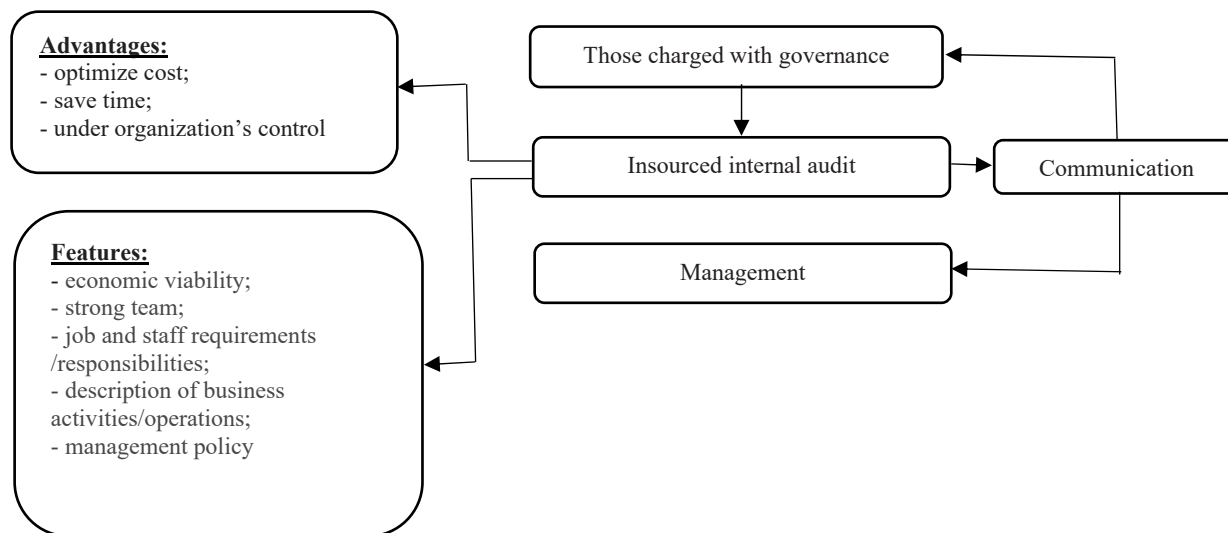 Advantages:
- optimize cost;
- save time;
- under organization’s control
Those charged with governance
Insourced internal audit
Communication
Management
Features:
- economic viability;
- strong team;
- job and staff requirements
/responsibilities;
- description of business
activities/operations;
- management policy